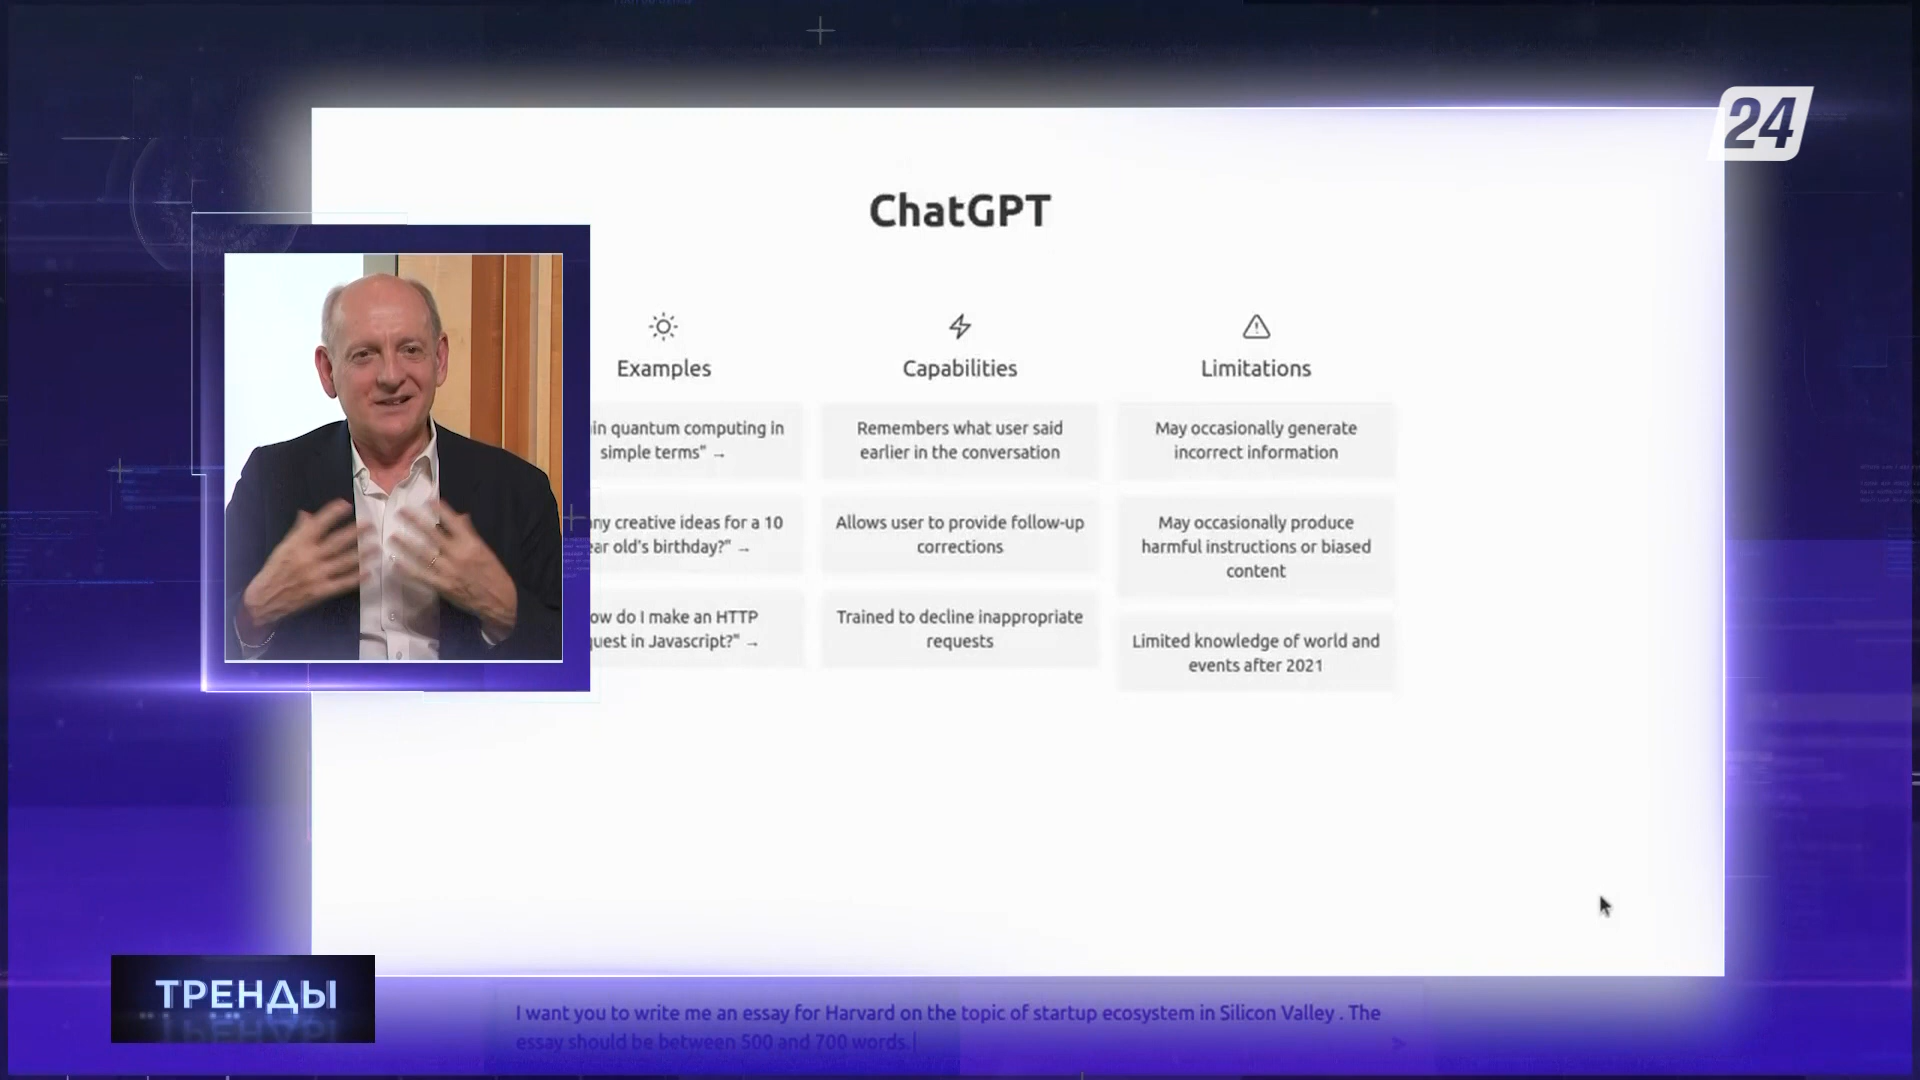 24
ChatGPT
Examples
in quantum computing in
simple terms" →
ny creative ideas for a 10
ar old's birthday?" →
ow do I make an HTTP
uest in Javascript?" →
Capabilities
Remembers what user said
earlier in the conversation
Allows user to provide follow-up
corrections
Trained to decline inappropriate
requests
Limitations
May occasionally generate
incorrect information
May occasionally produce
harmful instructions or biased
content
Limited knowledge of world and
events after 2021
ТРЕНДЫ
I want you to write me an essay for Harvard on the topic of startup ecosystem in Silicon Valley . The
essay should be between 500 and 700 words.